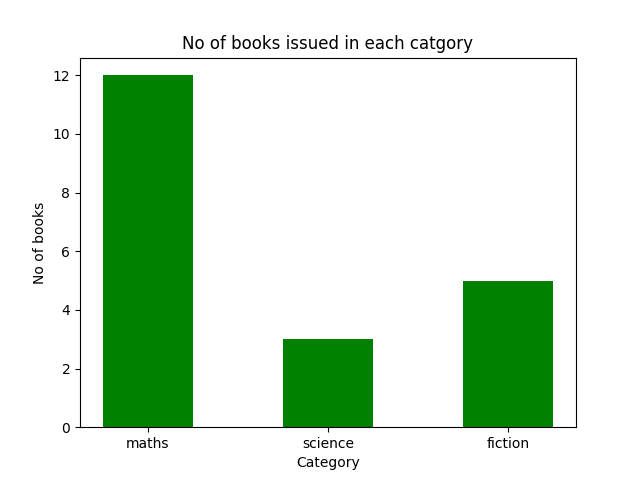 No of books issued in each catgory
No of books
12
10
8
6
4
2
0
maths science fiction
Category